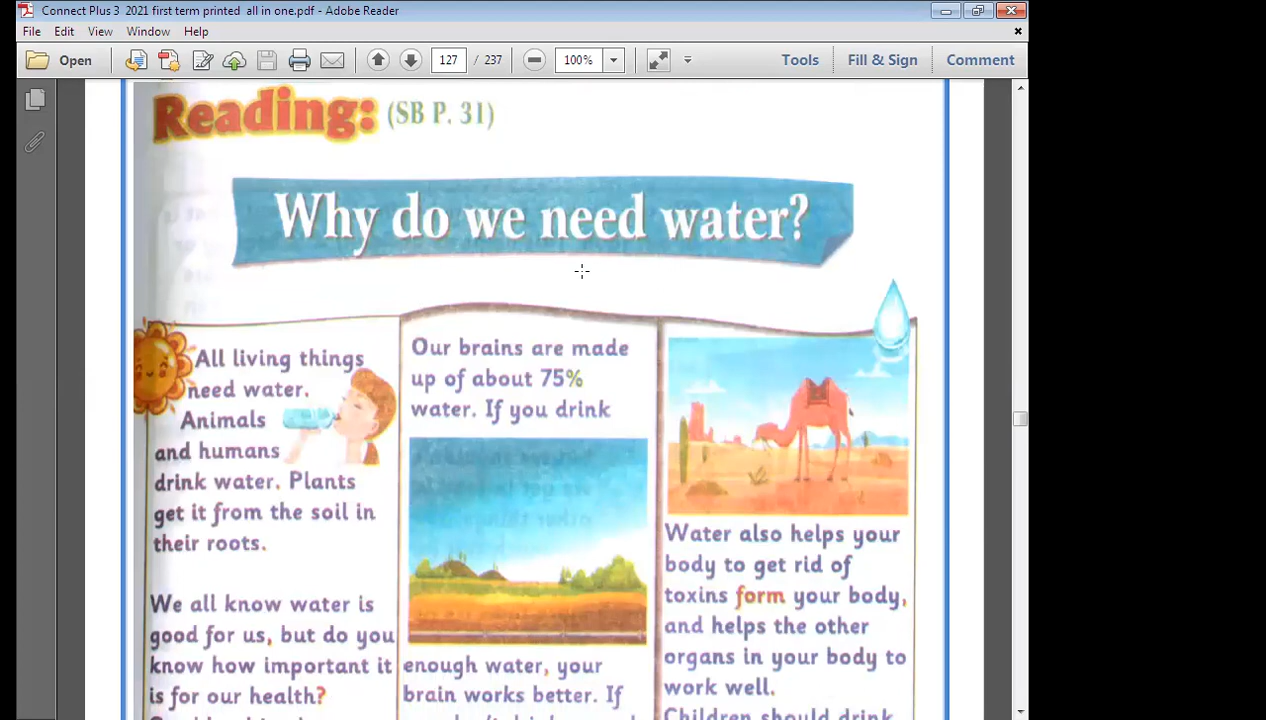 Connect Plus 3  2021 first term printed  all in one.pdf - Adobe Reader
File Edit View Window Help
Open 127 / 237 100% Tools Fill & Sign Comment
Reading: (SB P. 31)
Why do we need water?
All living things
need water.
Animals
and humans
drink water. Plants
get it from the soil in
their roots.
We all know water is
good for us, but do you
know how important it
is for our health?
Our brains are made
up of about 75%
water. If you drink
enough water, your
brain works better. If
Water also helps your
body to get rid of
toxins form your body,
and helps the other
organs in your body to
work well.
Children should drink